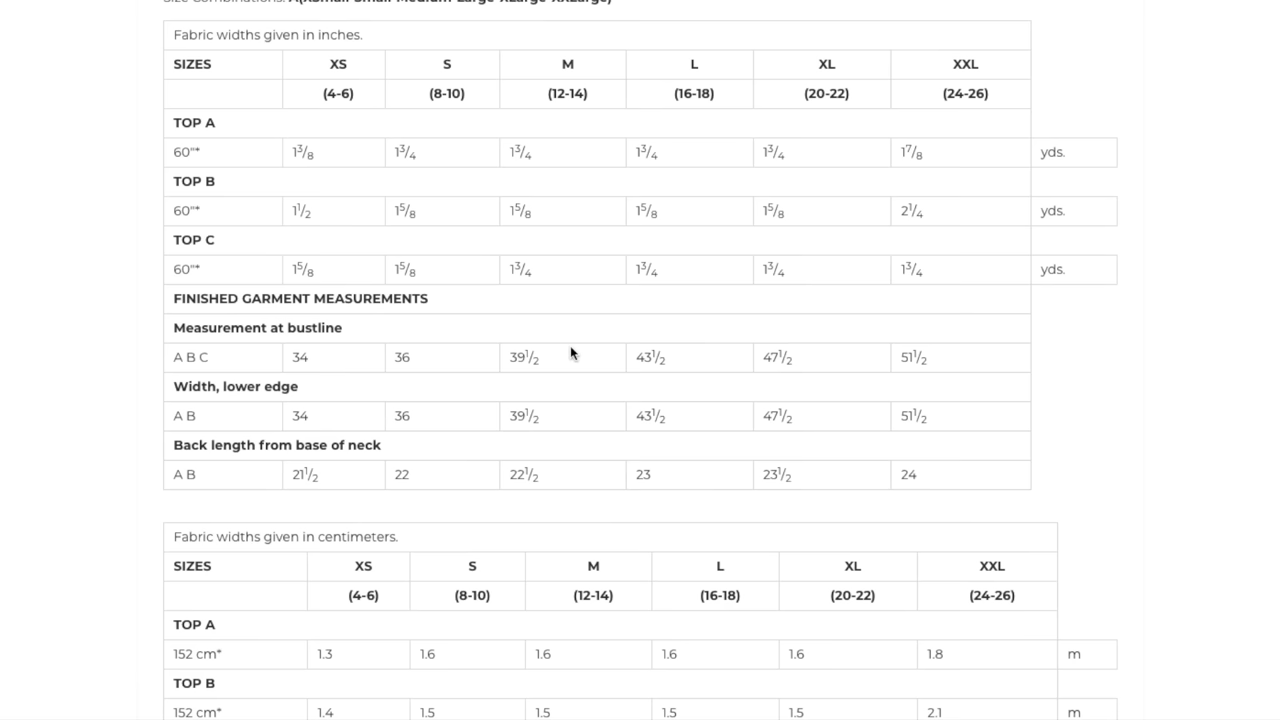 Size Combinations: A(XSmall-Small-Medium-Large-XLarge-XXLarge)
Fabric widths given in inches.
SIZES XS S M L XL XXL
(4-6) (8-10) (12-14) (16-18) (20-22) (24-26)
TOP A
60"* 1 3/8 1 3/4 1 3/4 1 3/4 1 3/4 1 7/8 yds.
TOP B
60"* 1 1/2 1 5/8 1 5/8 1 5/8 1 5/8 2 1/4 yds.
TOP C
60"* 1 5/8 1 5/8 1 3/4 1 3/4 1 3/4 1 3/4 yds.
FINISHED GARMENT MEASUREMENTS
Measurement at bustline
A B C 34 36 39 1/2 43 1/2 47 1/2 51 1/2
Width, lower edge
A B 34 36 39 1/2 43 1/2 47 1/2 51 1/2
Back length from base of neck
A B 21 1/2 22 22 1/2 23 23 1/2 24
Fabric widths given in centimeters.
SIZES XS S M L XL XXL
(4-6) (8-10) (12-14) (16-18) (20-22) (24-26)
TOP A
152 cm* 1.3 1.6 1.6 1.6 1.6 1.8 m
TOP B
152 cm* 1.4 1.5 1.5 1.5 1.5 2.1 m